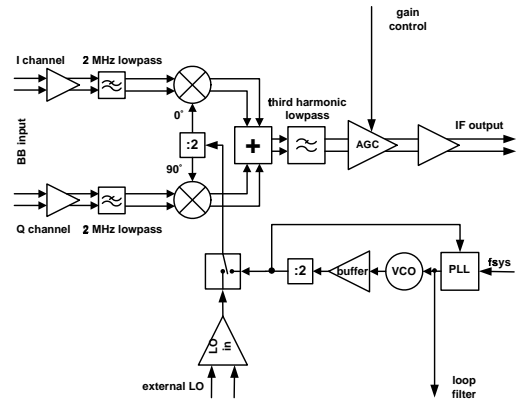 gain
control
I channel
2 MHz lowpass
0°
third harmonic
lowpass
BB input
:2
+
AGC
IF output
90°
Q channel
2 MHz lowpass
:2
buffer
VCO
PLL
fsys
LO
in
external LO
loop
filter